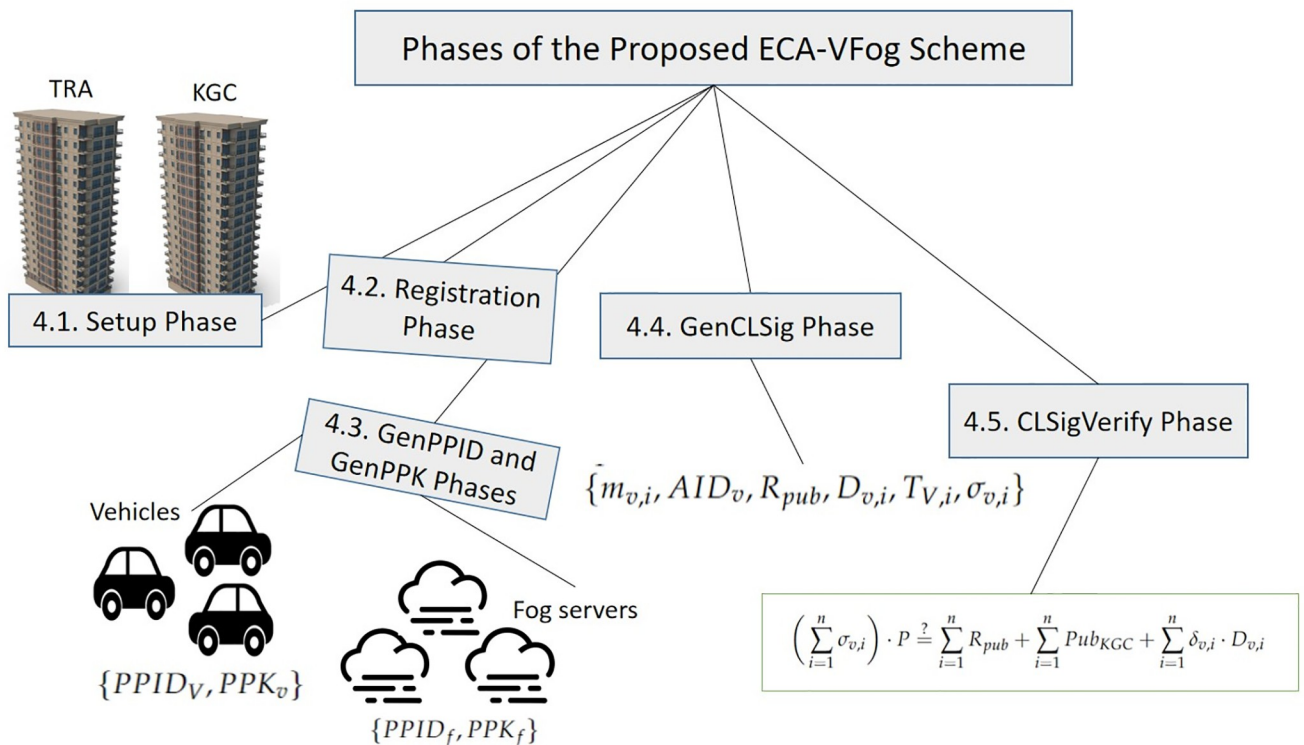 Phases of the Proposed ECA-VFog Scheme
TRA
KGC
4.1. Setup Phase
4.2. Registration
Phase
4.3. GenPPID and
GenPPK Phases
4.4. GenCLSig Phase
4.5. CLSigVerify Phase
{m_{v,i}, AID_v, R_{pub}, D_{v,i}, T_{V,i}, σ_{v,i}}
Vehicles
{PPID_V, PPK_v}
Fog servers
{PPID_f, PPK_f}
(∑_{i=1}^{n} σ_{v,i}) · P ≟ ∑_{i=1}^{n} R_{pub} + ∑_{i=1}^{n} Pub_{KGC} + ∑_{i=1}^{n} δ_{v,i} · D_{v,i}